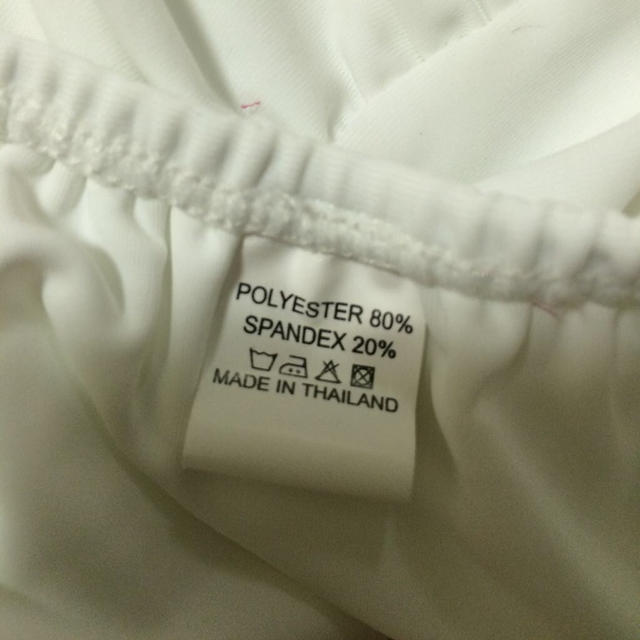 POLYESTER 80%
SPANDEX 20%
MADE IN THAILAND